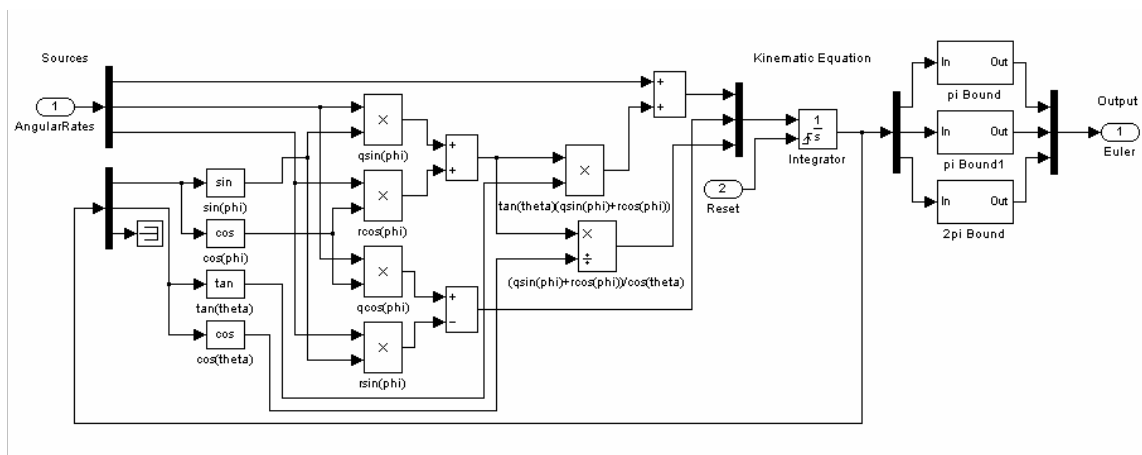 Sources
1
AngularRates
sin
sin(phi)
cos
cos(phi)
tan
tan(theta)
cos
cos(theta)
×
qsin(phi)
×
rcos(phi)
×
qcos(phi)
×
rsin(phi)
+
+
+
−
×
tan(theta)(qsin(phi)+rcos(phi))
×
÷
(qsin(phi)+rcos(phi))/cos(theta)
+
+
Kinematic Equation
2
Reset
1
s
Integrator
In Out
pi Bound
In Out
pi Bound1
In Out
2pi Bound
Output
1
Euler